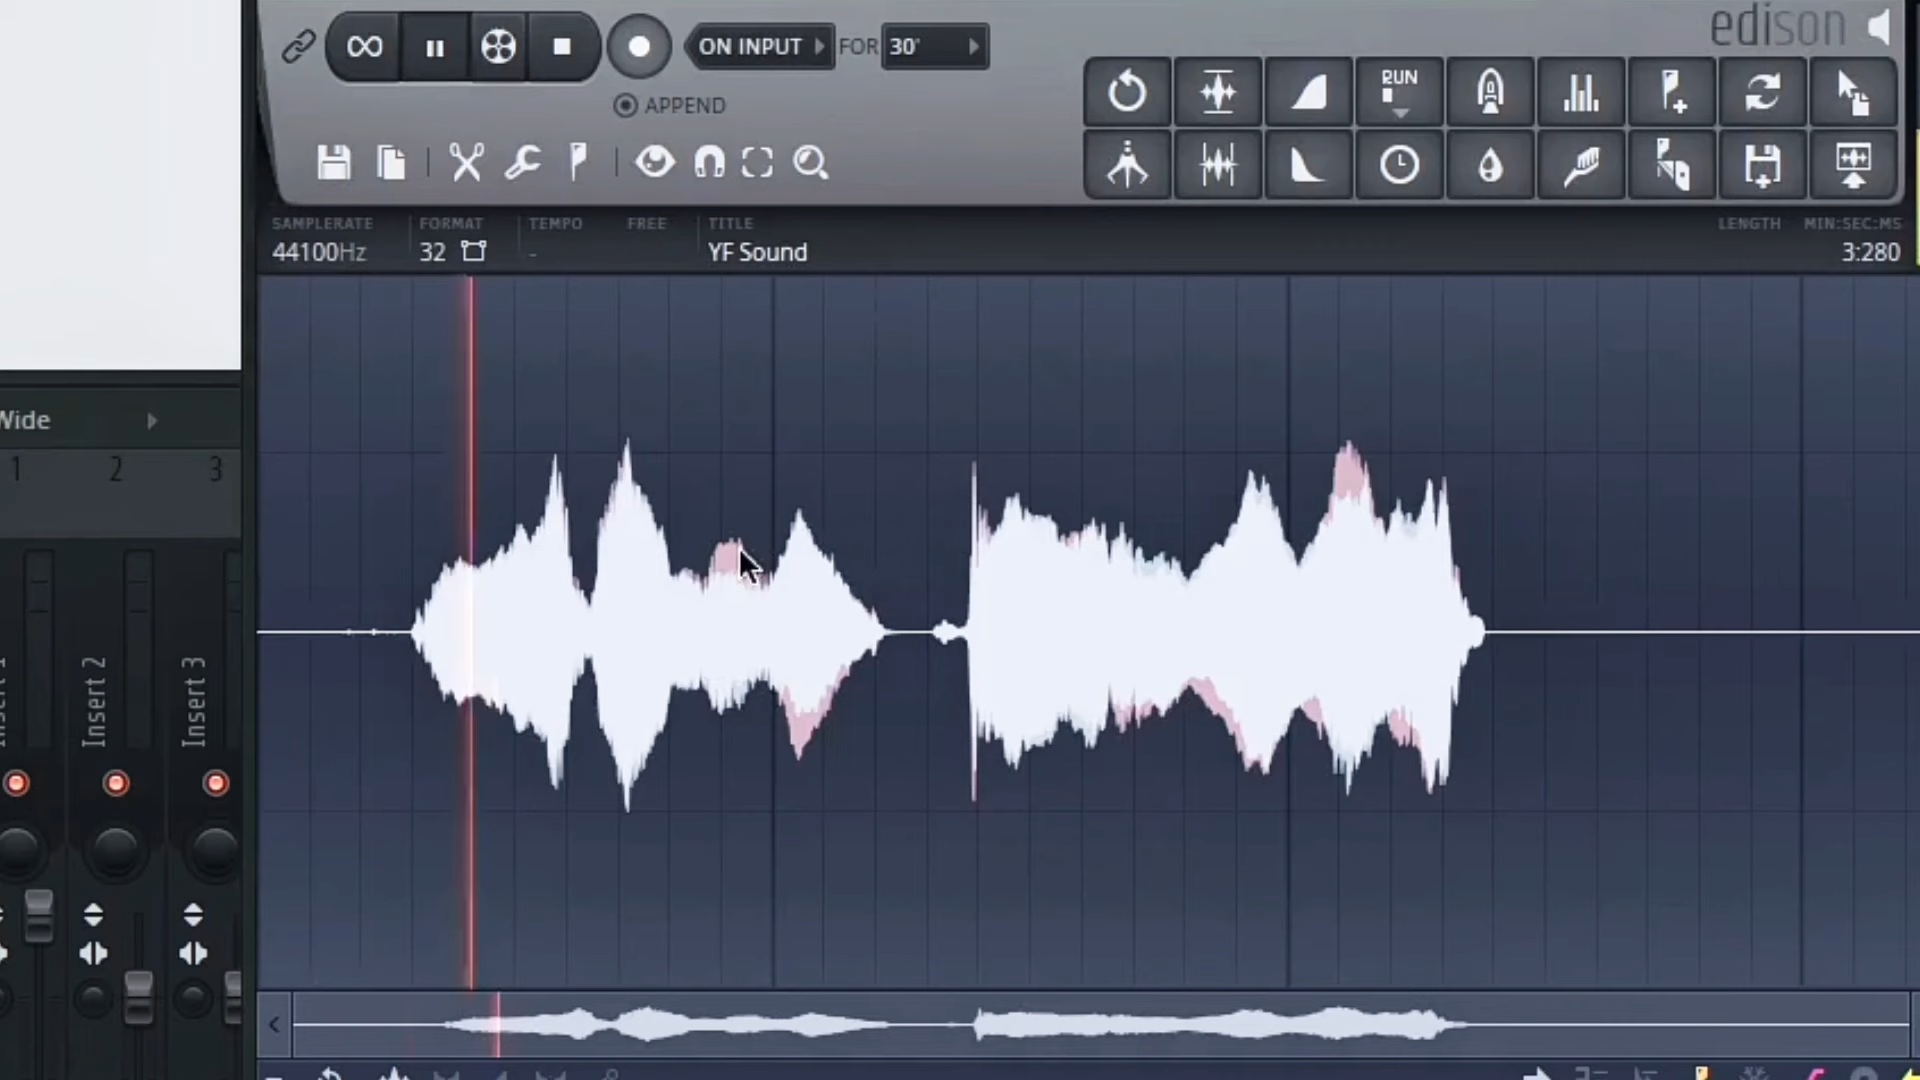 edison
ON INPUT FOR 30'
APPEND
RUN
SAMPLERATE FORMAT TEMPO FREE TITLE LENGTH MIN:SEC:MS
44100Hz 32 - YF Sound 3:280
Wide
1 2 3
Insert 2
Insert 3